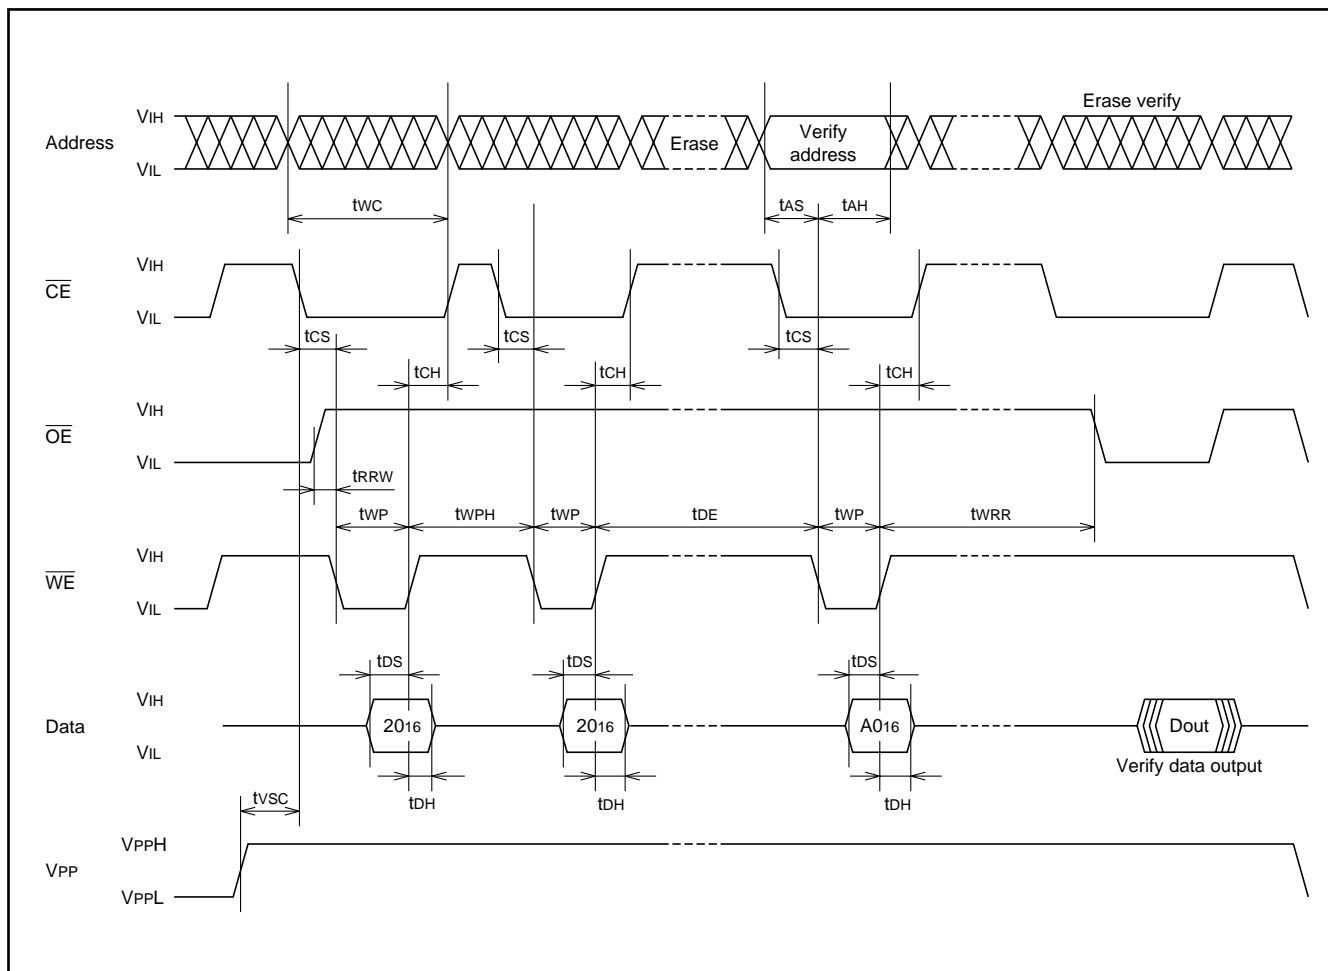 Erase verify
VIH
Address
Erase
Verify
address
VIL
tWC
tAS
tAH
VIH
CE
VIL
tCS
tCS
tCS
tCH
tCH
tCH
VIH
OE
VIL
tRRW
tWP
tWPH
tWP
tDE
tWP
tWRR
VIH
WE
VIL
tDS
tDS
tDS
VIH
Data
2016
2016
A016
Dout
VIL
Verify data output
tVSC
tDH
tDH
tDH
VPPH
VPP
VPPL